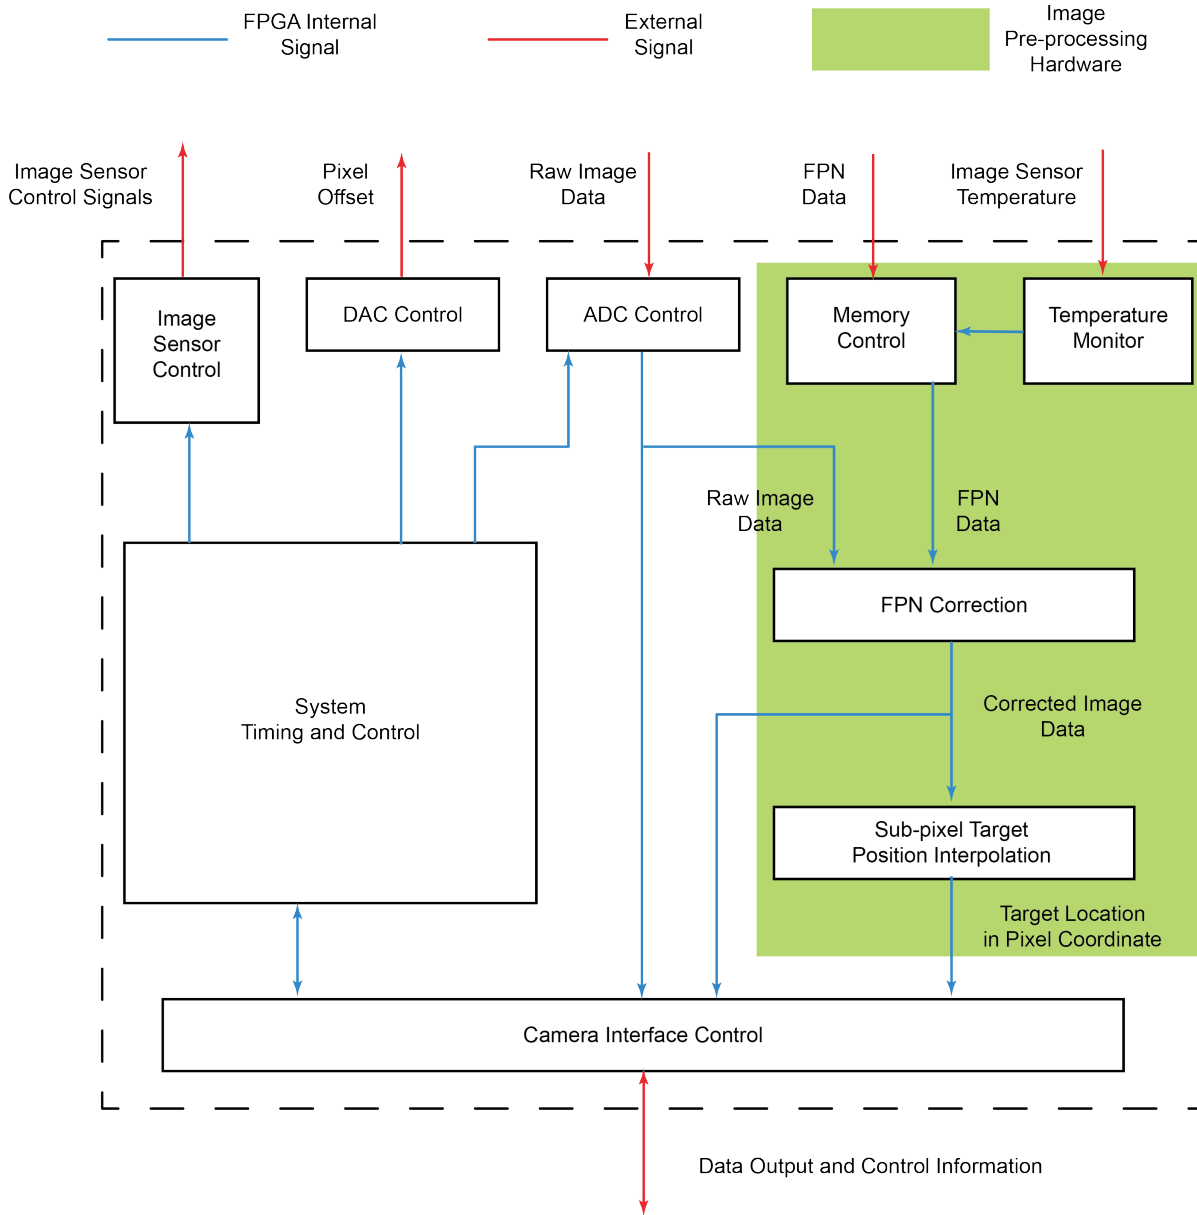 FPGA Internal
Signal
External
Signal
Image
Pre-processing
Hardware
Image Sensor
Control Signals
Pixel
Offset
Raw Image
Data
FPN
Data
Image Sensor
Temperature
Image
Sensor
Control
DAC Control
ADC Control
Memory
Control
Temperature
Monitor
Raw Image
Data
FPN
Data
FPN Correction
System
Timing and Control
Corrected Image
Data
Sub-pixel Target
Position Interpolation
Target Location
in Pixel Coordinate
Camera Interface Control
Data Output and Control Information